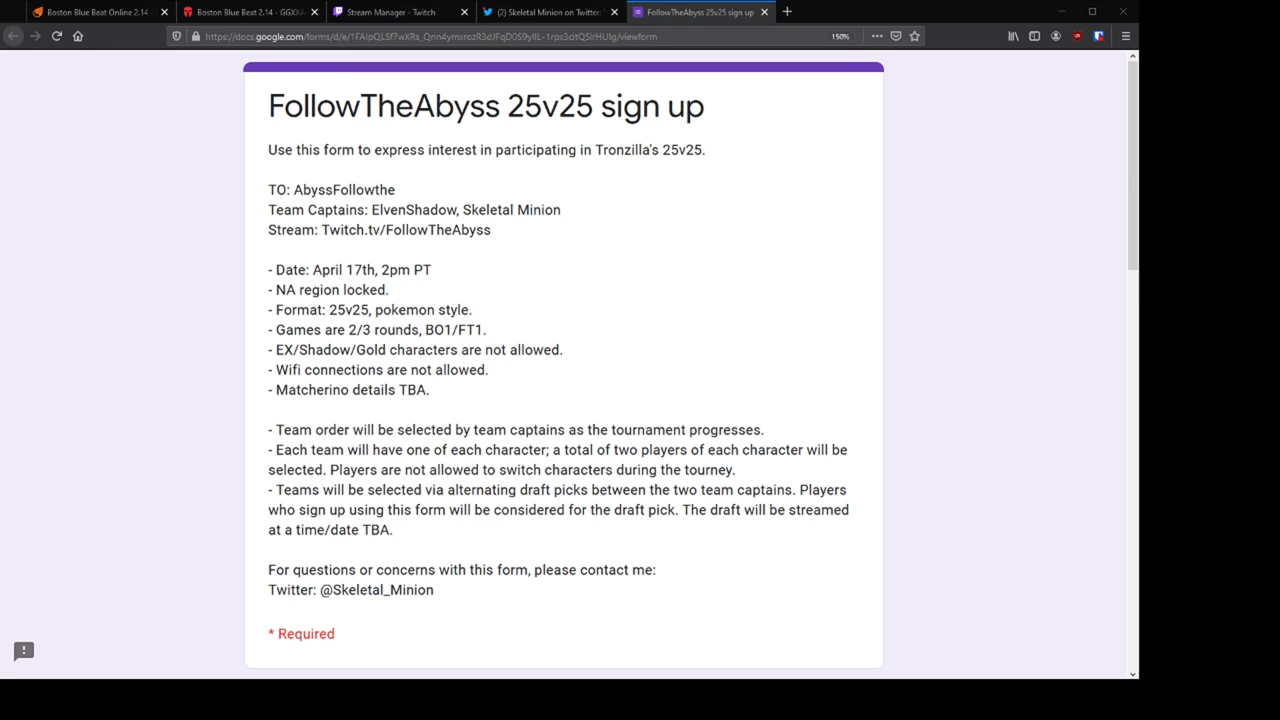 Boston Blue Beat Online 2.14
Boston Blue Beat 2.14 - GGXXA
Stream Manager - Twitch
(2) Skeletal Minion on Twitter:
FollowTheAbyss 25v25 sign up
150%
FollowTheAbyss 25v25 sign up
Use this form to express interest in participating in Tronzilla's 25v25.
TO: AbyssFollowthe
Team Captains: ElvenShadow, Skeletal Minion
Stream: Twitch.tv/FollowTheAbyss
- Date: April 17th, 2pm PT
- NA region locked.
- Format: 25v25, pokemon style.
- Games are 2/3 rounds, BO1/FT1.
- EX/Shadow/Gold characters are not allowed.
- Wifi connections are not allowed.
- Matcherino details TBA.
- Team order will be selected by team captains as the tournament progresses.
- Each team will have one of each character; a total of two players of each character will be
selected. Players are not allowed to switch characters during the tourney.
- Teams will be selected via alternating draft picks between the two team captains. Players
who sign up using this form will be considered for the draft pick. The draft will be streamed
at a time/date TBA.
For questions or concerns with this form, please contact me:
Twitter: @Skeletal_Minion
* Required